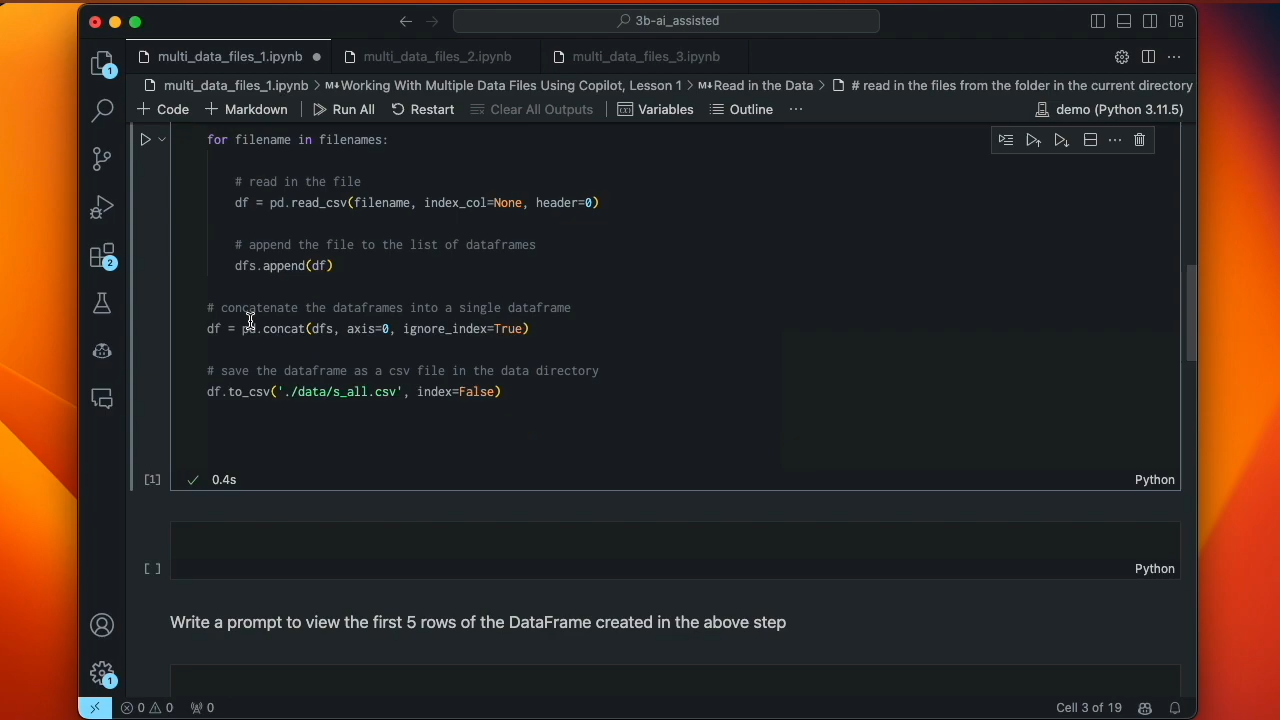 3b-ai_assisted
multi_data_files_1.ipynb
multi_data_files_2.ipynb
multi_data_files_3.ipynb
multi_data_files_1.ipynb > M↓Working With Multiple Data Files Using Copilot, Lesson 1 > M↓Read in the Data > # read in the files from the folder in the current directory
+ Code + Markdown Run All Restart Clear All Outputs Variables Outline ··· demo (Python 3.11.5)
for filename in filenames:
# read in the file
df = pd.read_csv(filename, index_col=None, header=0)
# append the file to the list of dataframes
dfs.append(df)
# concatenate the dataframes into a single dataframe
df = pd.concat(dfs, axis=0, ignore_index=True)
# save the dataframe as a csv file in the data directory
df.to_csv('./data/s_all.csv', index=False)
[1] 0.4s Python
[ ] Python
Write a prompt to view the first 5 rows of the DataFrame created in the above step
1
2
1
0 0 0 Cell 3 of 19